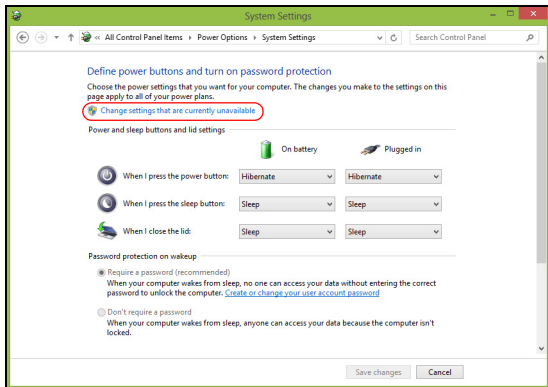 System Settings
« All Control Panel Items › Power Options › System Settings
Search Control Panel
Define power buttons and turn on password protection
Choose the power settings that you want for your computer. The changes you make to the settings on this
page apply to all of your power plans.
Change settings that are currently unavailable
Power and sleep buttons and lid settings
On battery Plugged in
When I press the power button: Hibernate Hibernate
When I press the sleep button: Sleep Sleep
When I close the lid: Sleep Sleep
Password protection on wakeup
Require a password (recommended)
When your computer wakes from sleep, no one can access your data without entering the correct
password to unlock the computer. Create or change your user account password
Don't require a password
When your computer wakes from sleep, anyone can access your data because the computer isn't
locked.
Save changes Cancel